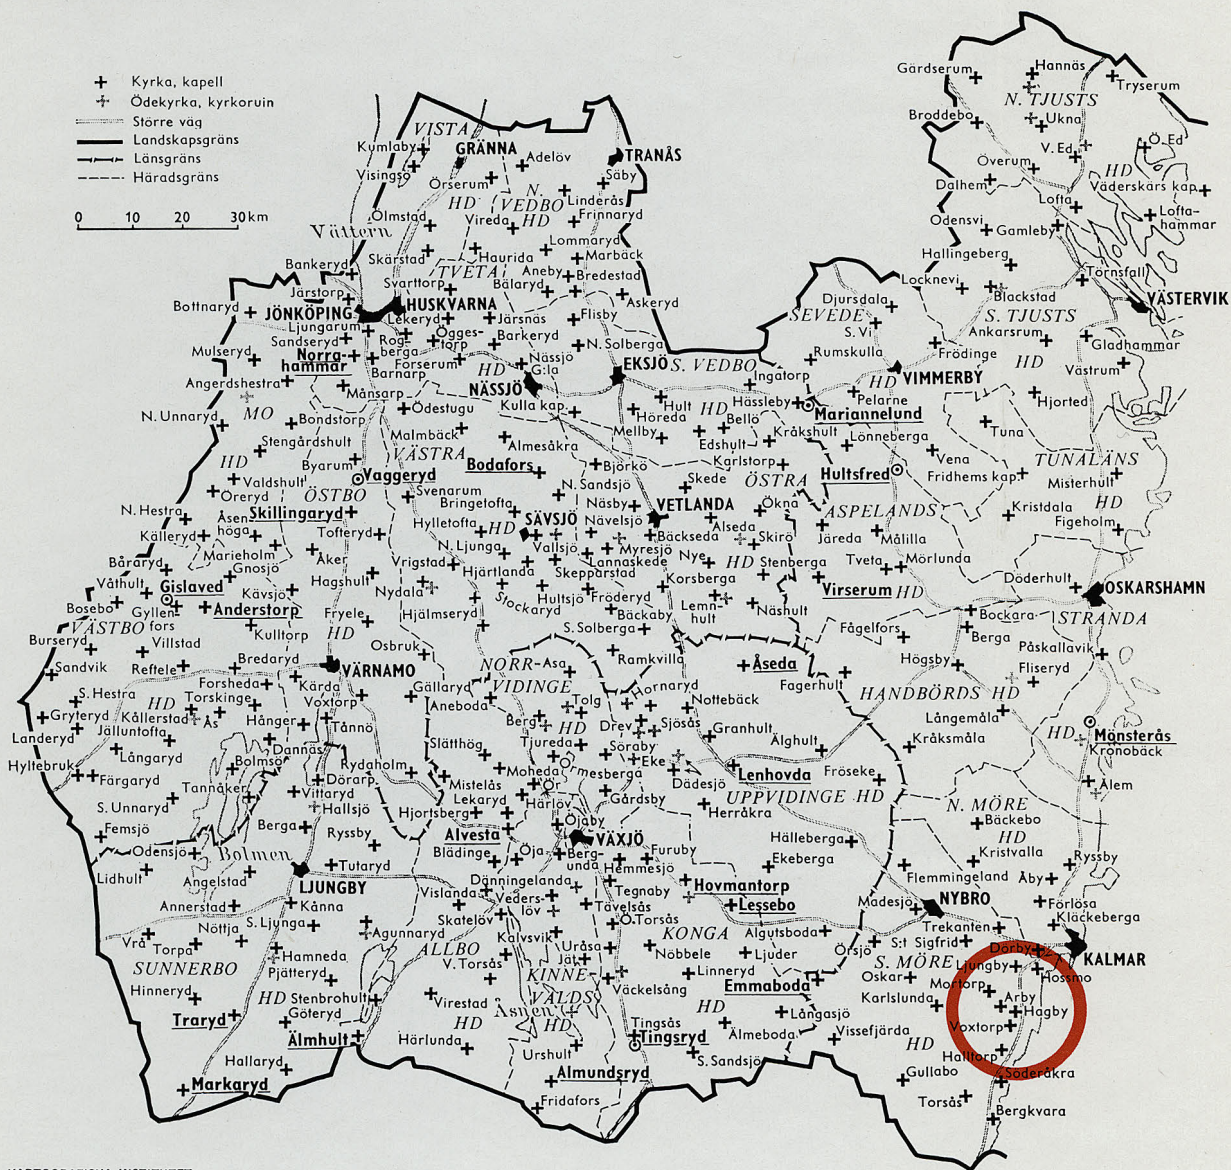 Kyrka, kapell
Ödekyrka, kyrkoruin
Större väg
Landskapsgräns
Länsgräns
Häradsgräns
0 10 20 30 km
Hannäs
Gärdserum
Tryserum
N. TJUSTS
Broddebo
Ukna
VISTA
Kumlaby
GRÄNNA
Adelöv
TRANÅS
V. Ed
Ö. Ed
Visingsö
Örserum
Säby
Överum
HD
Dalhem
Väderskärs kap.
N. VEDBO
HD
HD
Linderås
Ölmstad
Vireda
Frinnaryd
Odensvi
Lofta
Gamleby
Lofta-
hammar
Vättern
Lommaryd
Skärstad
Haurida
Marbäck
Hallingeberg
Bankeryd
TVETA
Aneby
Bredestad
Svarttorp
Bälaryd
Locknevi
Törnsfall
Järstorp
HUSKVARNA
Askeryd
Djursdala
Blackstad
VÄSTERVIK
Bottnaryd
JÖNKÖPING
Lekeryd
Järsnäs
Flisby
SEVEDE
S. TJUSTS
Ljungarum
Ögges-
torp
Barkeryd
S. Vi
Ankarsrum
Sandseryd
Rog-
berga
N. Solberga
Frödinge
Gladhammar
Mulseryd
Norra-
hammar
Barnarp
Forserum
Nässjö
G:la
EKSJÖ
S. VEDBO
Rumskulla
HD
Västrum
Angerdshestra
HD
NÄSSJÖ
Ingatorp
HD
VIMMERBY
Månsarp
Ödestugu
Kulla kap.
Hult
HD
Hässleby
Pelarne
Hjorted
MO
N. Unnaryd
Bondstorp
Höreda
Bellö
Mariannelund
Malmbäck
Almesåkra
Mellby
Edshult
Kråkshult
Lönneberga
Tuna
Stengårdshult
VÄSTRA
Byarum
Bodafors
Björkö
Karlstorp
Hultsfred
Vena
TUNALÄNS
HD
Valdshult
Vaggeryd
Skede
ÖSTRA
Fridhems kap.
Misterhult
Öreryd
ÖSTBO
Svenarum
N. Sandsjö
Bringetofta
Näsby
VETLANDA
Ökna
HD
N. Hestra
Skillingaryd
SÄVSJÖ
ASPELANDS
Kristdala
Åsen-
höga
Hylletofta
HD
Nävelsjö
Alseda
Figeholm
Källeryd
Tofteryd
Vallsjö
Bäckseda
Skirö
Järeda
Målilla
Marieholm
N. Ljunga
Myresjö
Åker
Lannaskede
Nye
Båraryd
Gnosjö
Vrigstad
Hjärtlanda
Skepparstad
HD
Stenberga
Tveta
Mörlunda
Våthult
Gislaved
Hagshult
Korsberga
Döderhult
Kävsjö
Nydala
Hultsjö
Fröderyd
Virserum
HD
OSKARSHAMN
Bosebo
Gyllen-
fors
Anderstorp
Stockaryd
Lemn-
hult
Näshult
Fryele
Hjälmseryd
Bäckaby
Bockara
STRANDA
VÄSTBO
Kulltorp
HD
S. Solberga
Fågelfors
Burseryd
Villstad
Berga
Osbruk
Ramkvilla
Påskallavik
Sandvik
Reftele
Bredaryd
VÄRNAMO
NORR-
VIDINGE
Asa
Åseda
Högsby
Fliseryd
Forsheda
Kärda
Hornaryd
Fagerhult
S. Hestra
HD
Torskinge
Voxtorp
Gällaryd
Tolg
Nottebäck
HANDBÖRDS HD
Aneboda
Gryteryd
Kållerstad
Ås
Hånger
Tånnö
Berg
HD
Drev
Sjösås
Granhult
Långemåla
Landeryd
Jälluntofta
Slätthög
Tjureda
Söraby
Älghult
HD
Mönsterås
Dannäs
Kråksmåla
Kronobäck
Långaryd
Bolmsö
Rydaholm
Moheda
Ormesberga
Eke
Hyltebruk
Dörarp
Mistelås
Ör
Dädesjö
Lenhovda
Fröseke
Färgaryd
Tannåker
Vittaryd
Lekaryd
Härlöv
Gårdsby
Ålem
S. Unnaryd
Hallsjö
Hjortsberg
UPPVIDINGE HD
N. MÖRE
Femsjö
Berga
Ryssby
Alvesta
Öjaby
VÄXJÖ
Herråkra
Bäckebo
Odensjö
Bolmen
Blädinge
Öja
Berg-
unda
Furuby
Hälleberga
HD
Lidhult
Tutaryd
Hemmesjö
Ekeberga
Kristvalla
Ryssby
Angelstad
LJUNGBY
Dänningelanda
Tegnaby
Hovmantorp
Flemmingeland
Åby
Vislanda
Annerstad
Kånna
Veders-
löv
Tävelsås
Lessebo
Madesjö
NYBRO
Förlösa
Skatelöv
S. Ljunga
Ö. Torsås
Kläckeberga
Nöttja
Agunnaryd
Kalvsvik
KONGA
Algutsboda
Trekanten
Vrå
Torpa
ALLBO
Uråsa
Örsjö
S:t Sigfrid
Dörby
KALMAR
Hamneda
Jät
Nöbbele
Ljuder
S. MÖRE
SUNNERBO
Pjätteryd
V. Torsås
KINNE-
VALDS
HD
Linneryd
Ljungby
Hossmo
Oskar
Mortorp
Hinneryd
HD
Stenbrohult
Virestad
Väckelsång
Emmaboda
Karlslunda
Arby
Göteryd
Åsnen
HD
Hagby
Traryd
HD
Tingsås
Långasjö
Voxtorp
Älmhult
Härlunda
Tingsryd
Älmeboda
Vissefjärda
HD
Hallaryd
Urshult
S. Sandsjö
Halltorp
Markaryd
Almundsryd
Gullabo
Söderåkra
Fridafors
Torsås
Bergkvara